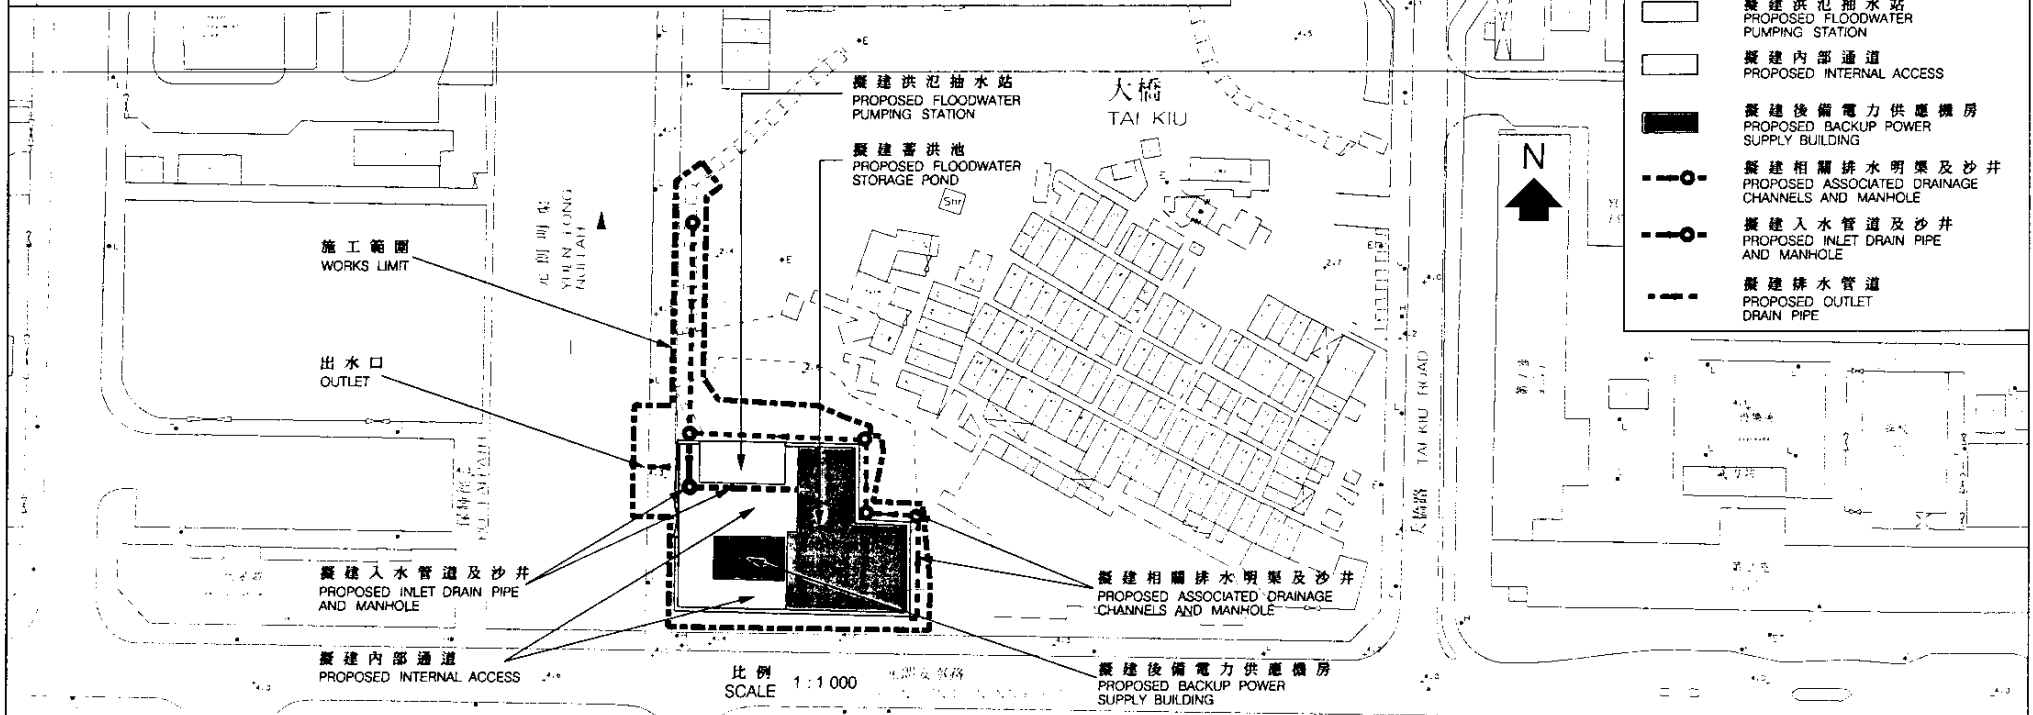 擬建洪氾抽水站
PROPOSED FLOODWATER
PUMPING STATION
擬建蓄洪池
PROPOSED FLOODWATER
STORAGE POND
大橋
TAI KIU
施工範圍
WORKS LIMIT
出水口
OUTLET
元朗明渠
YUEN LONG
NULLAH
Shr
N
大橋路 TAI KIU ROAD
擬建入水管道及沙井
PROPOSED INLET DRAIN PIPE
AND MANHOLE
擬建內部通道
PROPOSED INTERNAL ACCESS
擬建相關排水明渠及沙井
PROPOSED ASSOCIATED DRAINAGE
CHANNELS AND MANHOLE
擬建後備電力供應機房
PROPOSED BACKUP POWER
SUPPLY BUILDING
比例
SCALE 1:1 000
擬建洪氾抽水站
PROPOSED FLOODWATER
PUMPING STATION
擬建內部通道
PROPOSED INTERNAL ACCESS
擬建後備電力供應機房
PROPOSED BACKUP POWER
SUPPLY BUILDING
擬建相關排水明渠及沙井
PROPOSED ASSOCIATED DRAINAGE
CHANNELS AND MANHOLE
擬建入水管道及沙井
PROPOSED INLET DRAIN PIPE
AND MANHOLE
擬建排水管道
PROPOSED OUTLET
DRAIN PIPE